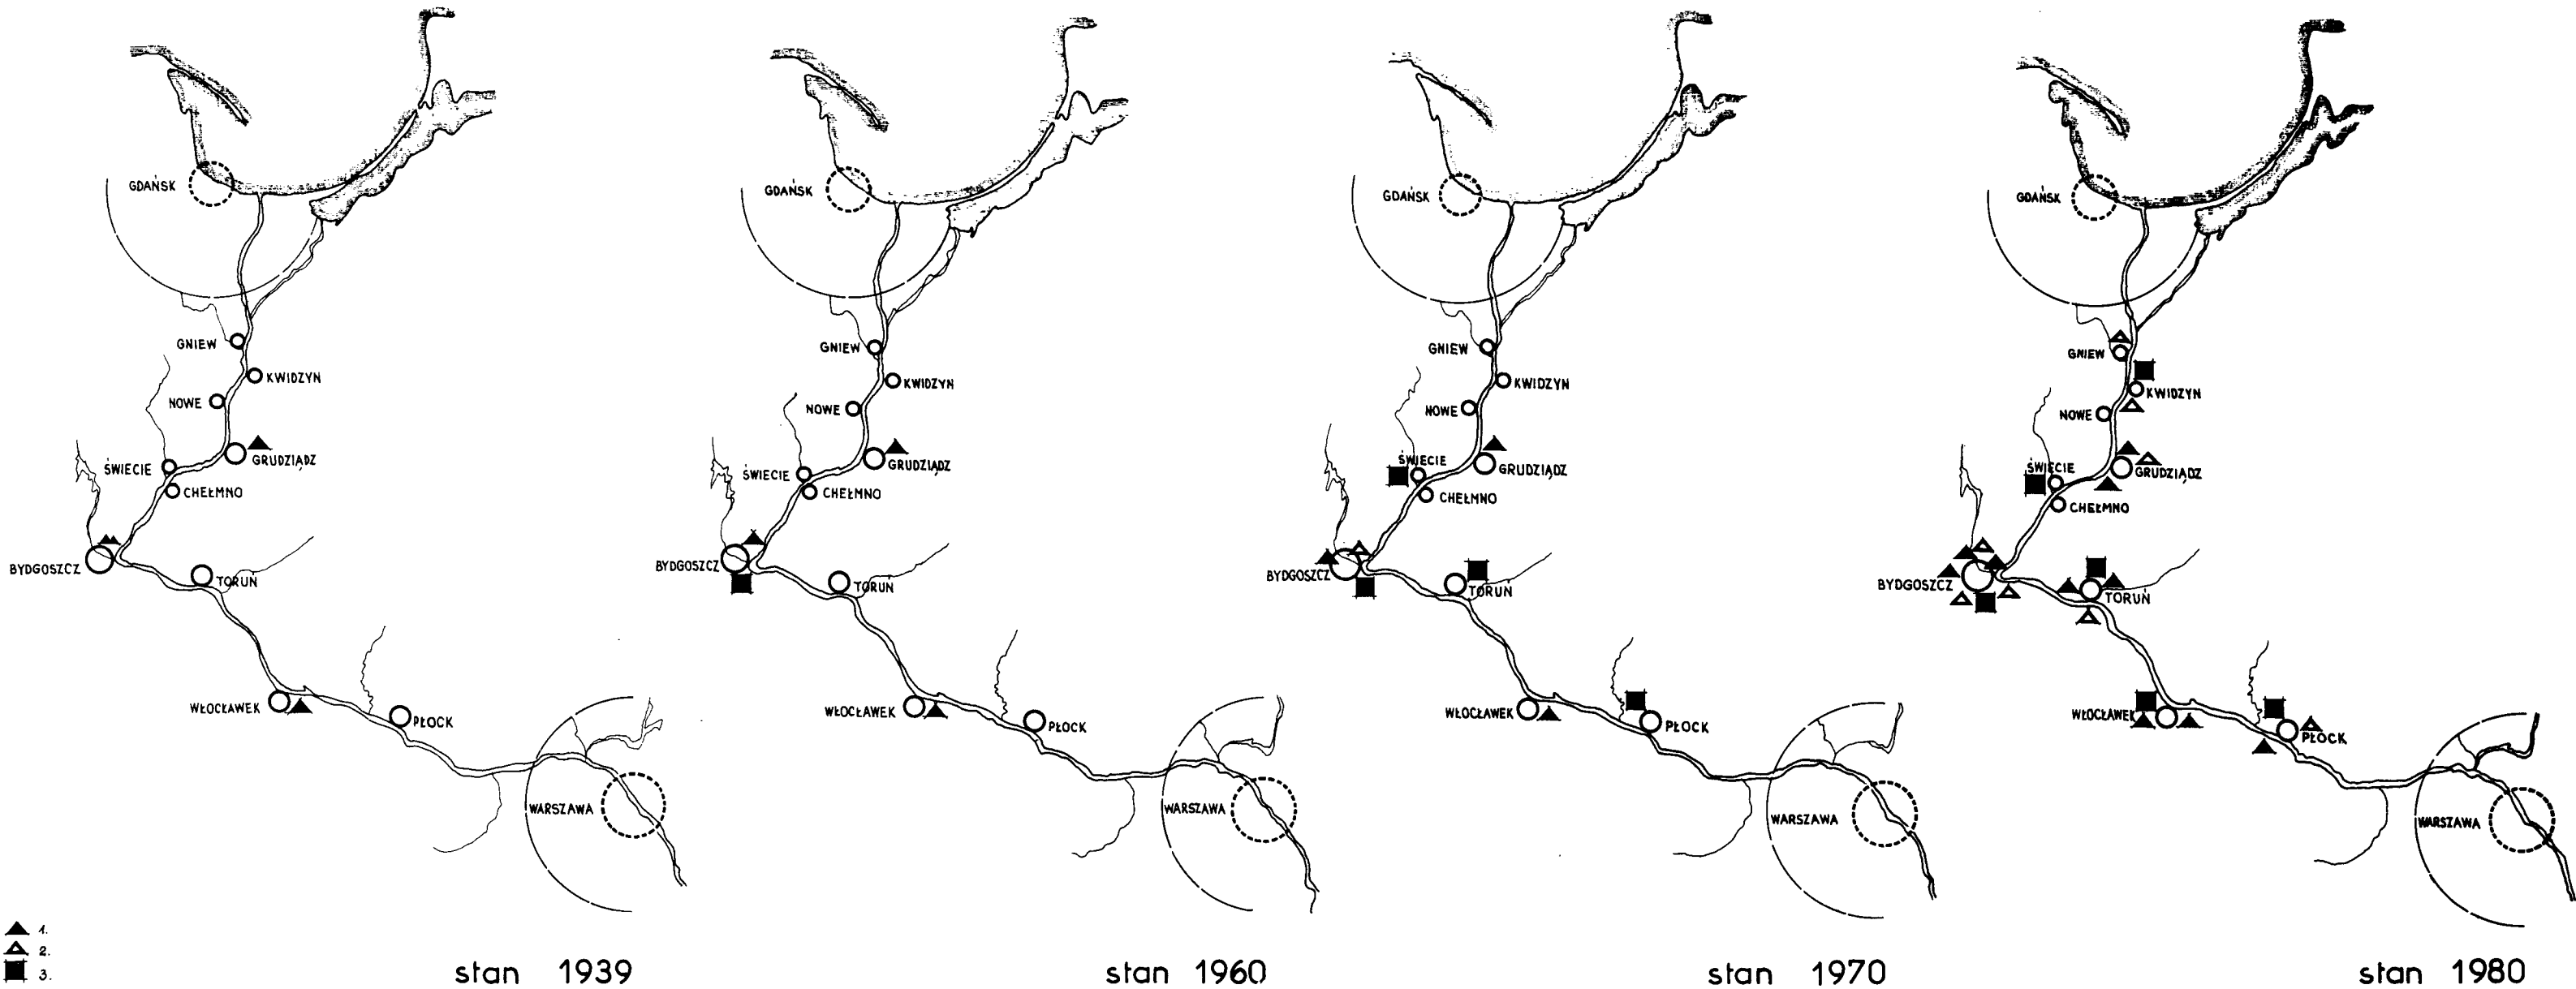 GDAŃSK
GNIEW
KWIDZYN
NOWE
GRUDZIĄDZ
ŚWIECIE
CHEŁMNO
BYDGOSZCZ
TORUŃ
WŁOCŁAWEK
PŁOCK
WARSZAWA
stan 1939
GDAŃSK
GNIEW
KWIDZYN
NOWE
GRUDZIĄDZ
ŚWIECIE
CHEŁMNO
BYDGOSZCZ
TORUŃ
WŁOCŁAWEK
PŁOCK
WARSZAWA
stan 1960
GDAŃSK
GNIEW
KWIDZYN
NOWE
ŚWIECIE
GRUDZIĄDZ
CHEŁMNO
BYDGOSZCZ
TORUŃ
WŁOCŁAWEK
PŁOCK
WARSZAWA
stan 1970
GDAŃSK
GNIEW
KWIDZYN
NOWE
ŚWIECIE
GRUDZIĄDZ
CHEŁMNO
BYDGOSZCZ
TORUŃ
WŁOCŁAWEK
PŁOCK
WARSZAWA
stan 1980
1.
2.
3.